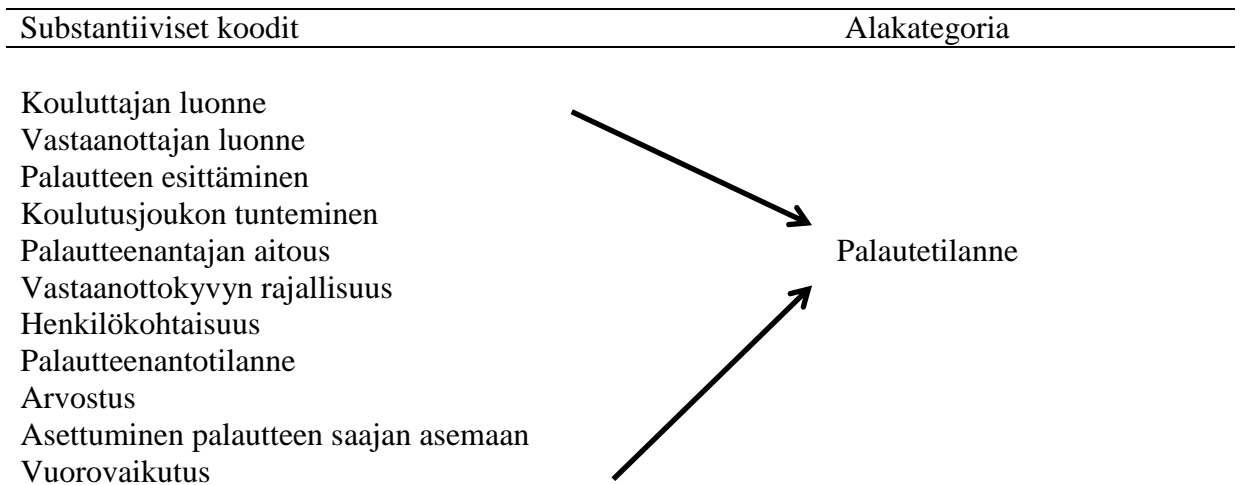 Substantiiviset koodit Alakategoria
Kouluttajan luonne
Vastaanottajan luonne
Palautteen esittäminen
Koulutusjoukon tunteminen
Palautteenantajan aitous Palautetilanne
Vastaanottokyvyn rajallisuus
Henkilökohtaisuus
Palautteenantotilanne
Arvostus
Asettuminen palautteen saajan asemaan
Vuorovaikutus